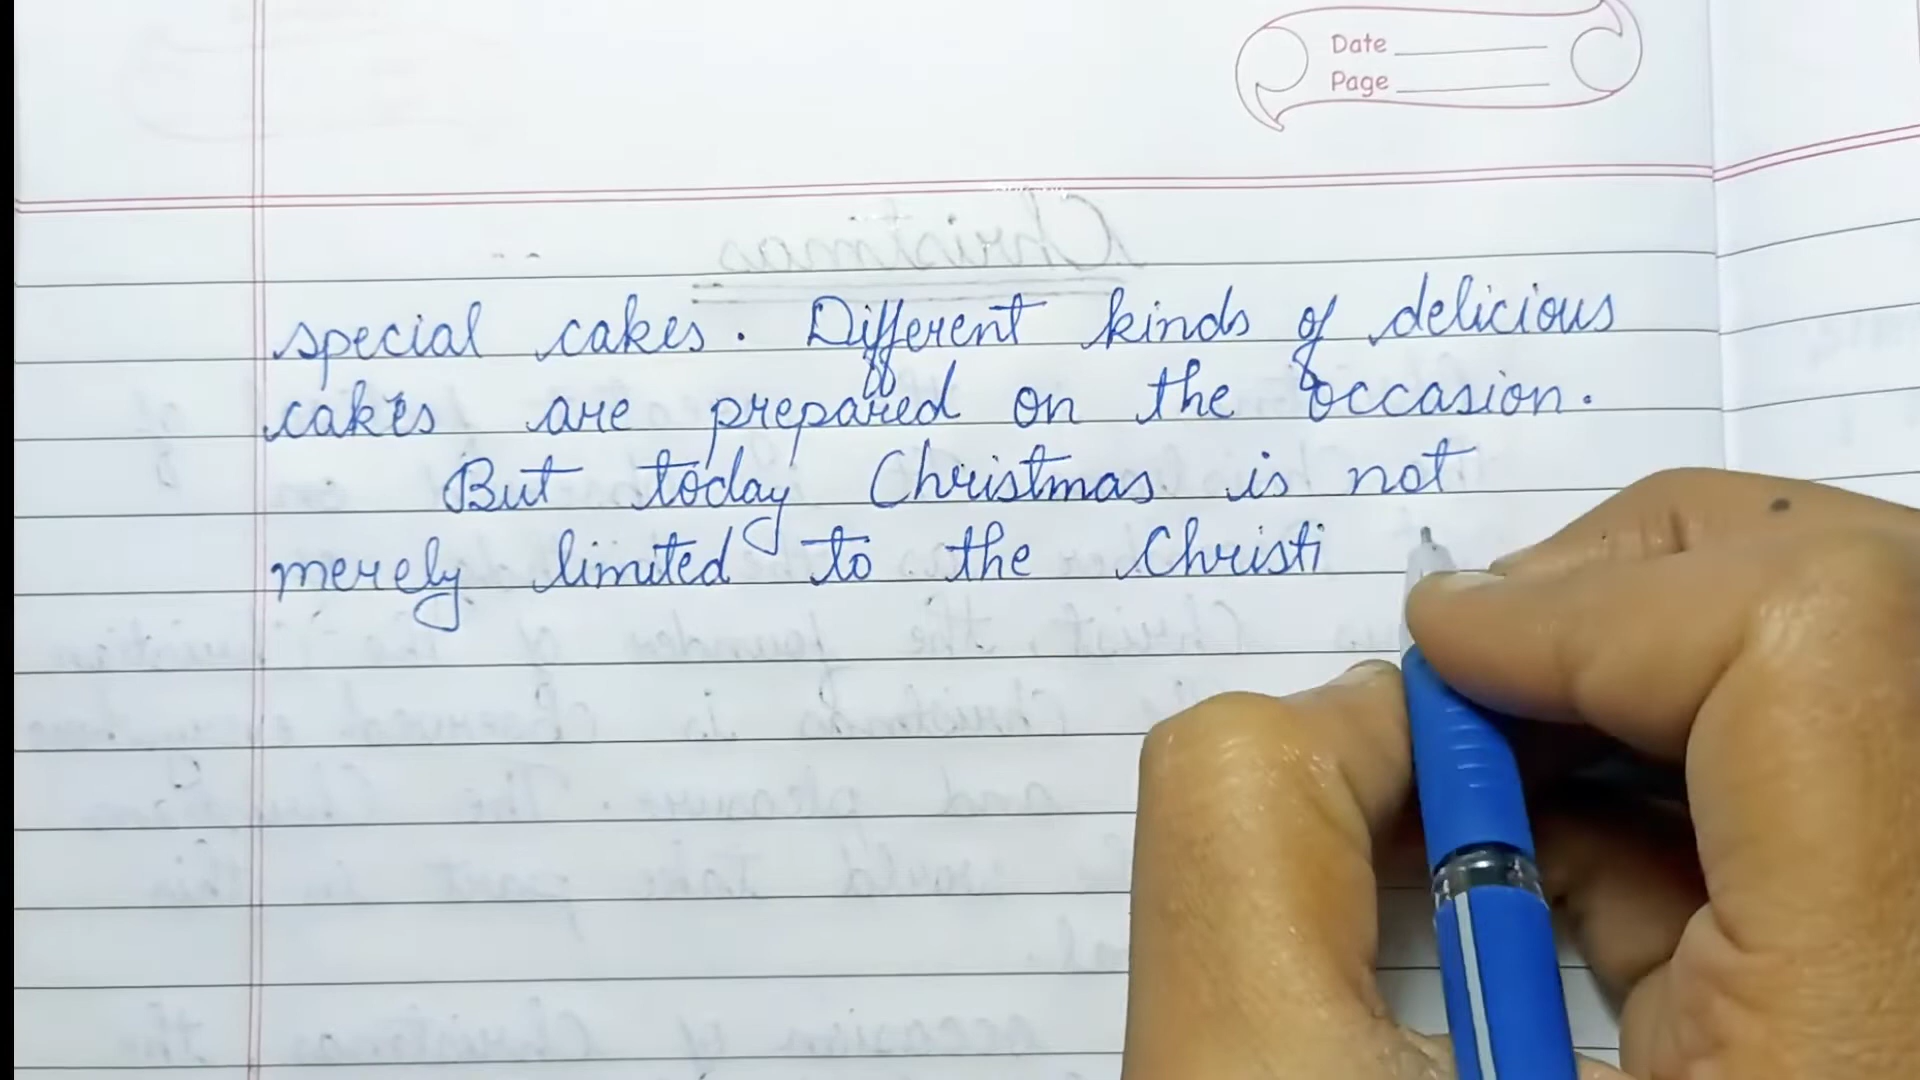 Date
Page
special cakes. Different kinds of delicious
cakes are prepared on the occasion.
But today Christmas is not
merely limited to the Christi